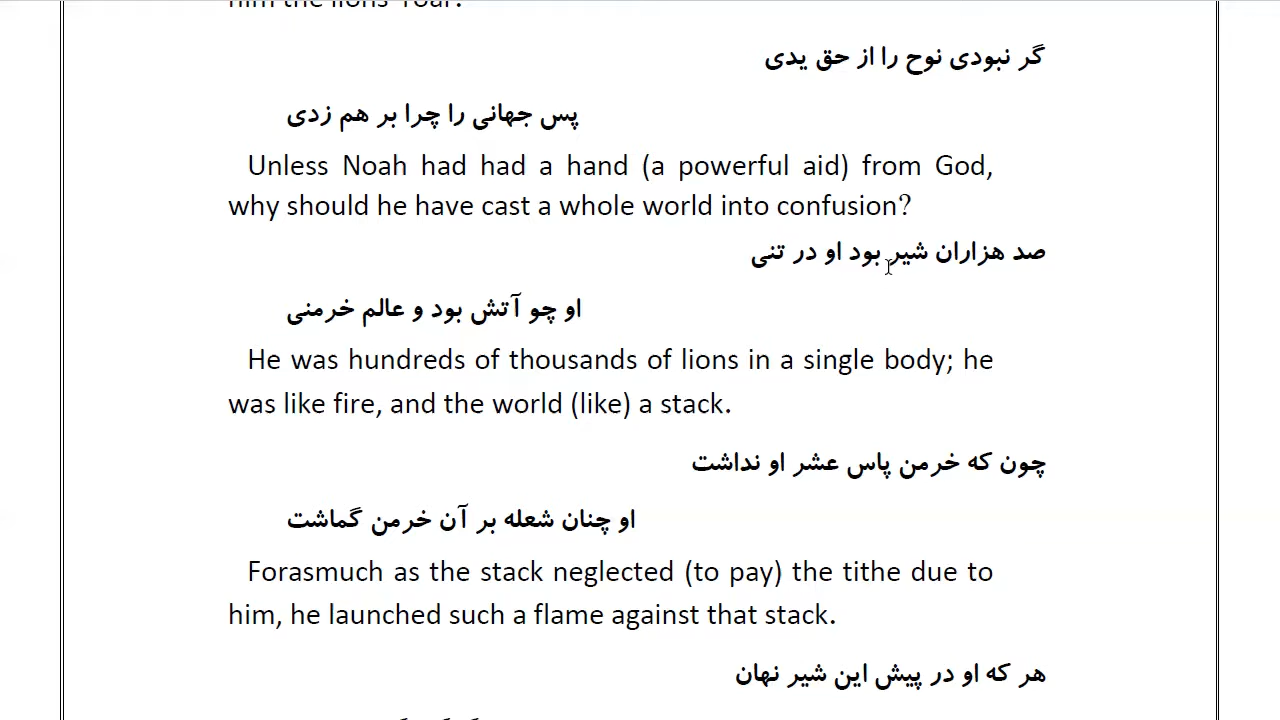 him the lions' roar?
گر نبودی نوح را از حق یدی
پس جهانی را چرا بر هم زدی
Unless Noah had had a hand (a powerful aid) from God,
why should he have cast a whole world into confusion?
صد هزاران شیر بود او در تنی
او چو آتش بود و عالم خرمنی
He was hundreds of thousands of lions in a single body; he
was like fire, and the world (like) a stack.
چون که خرمن پاس عشر او نداشت
او چنان شعله بر آن خرمن گماشت
Forasmuch as the stack neglected (to pay) the tithe due to
him, he launched such a flame against that stack.
هر که او در پیش این شیر نهان